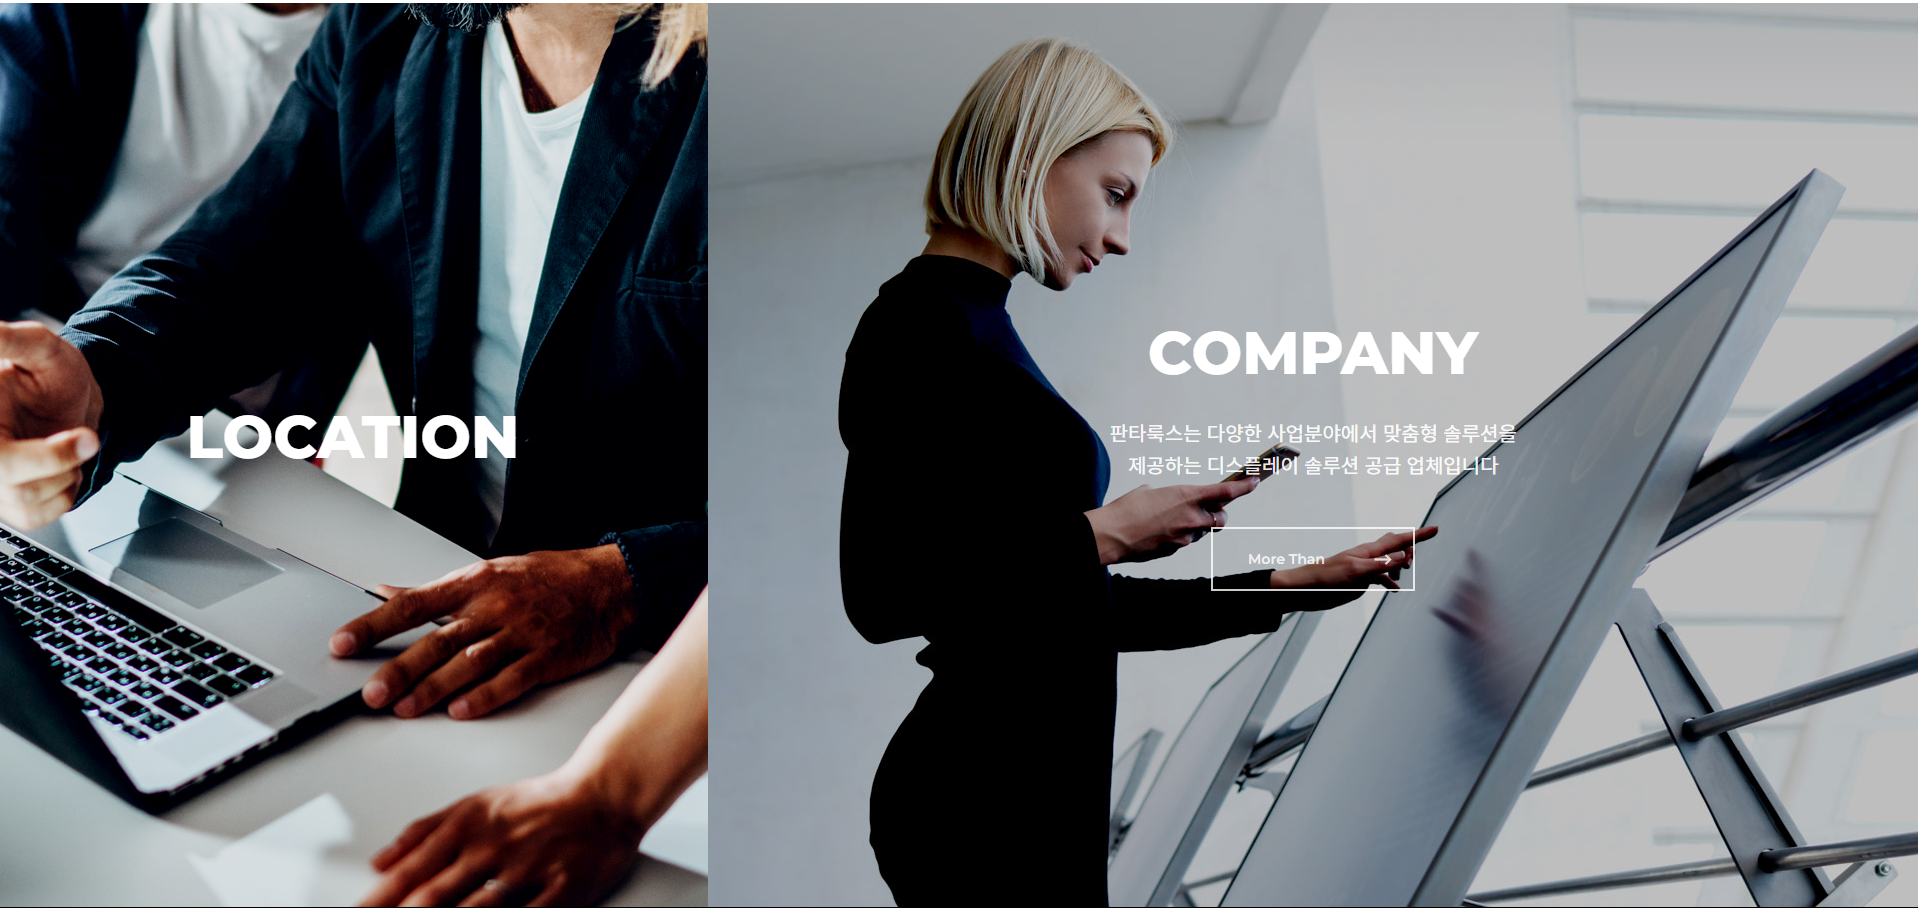 LOCATION
COMPANY
판타룩스는 다양한 사업분야에서 맞춤형 솔루션을
제공하는 디스플레이 솔루션 공급 업체입니다
More Than →